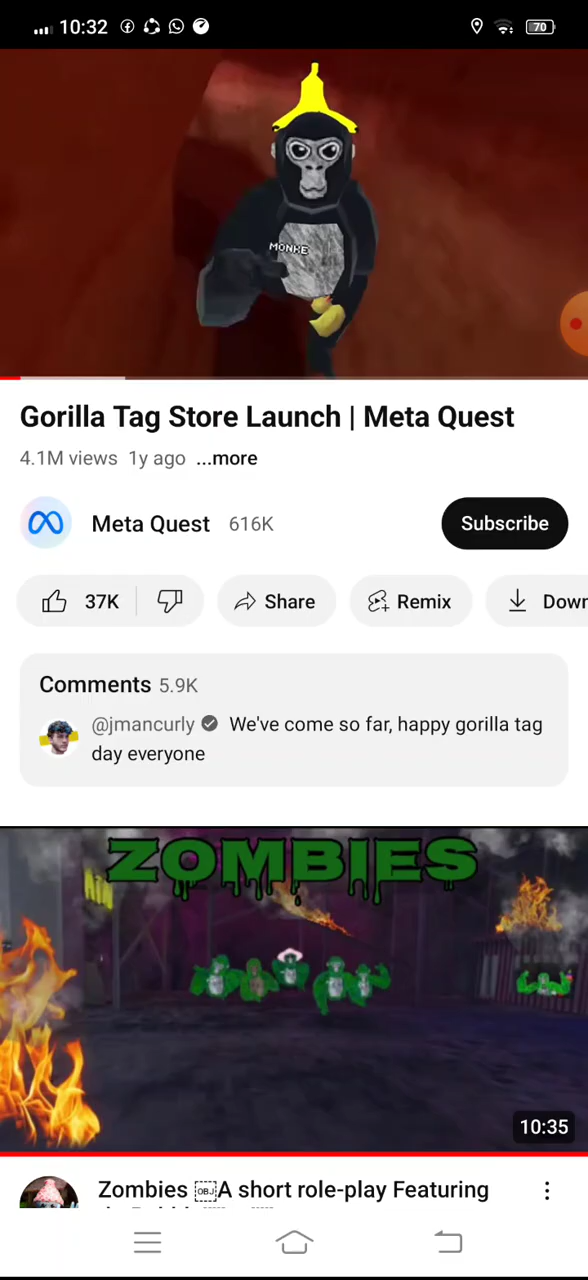 10:32
70
MONKE
Gorilla Tag Store Launch | Meta Quest
4.1M views 1y ago ...more
Meta Quest 616K
Subscribe
37K
Share
Remix
Down
Comments 5.9K
@jmancurly We've come so far, happy gorilla tag
day everyone
ZOMBIES
10:35
Zombies OBJ A short role-play Featuring